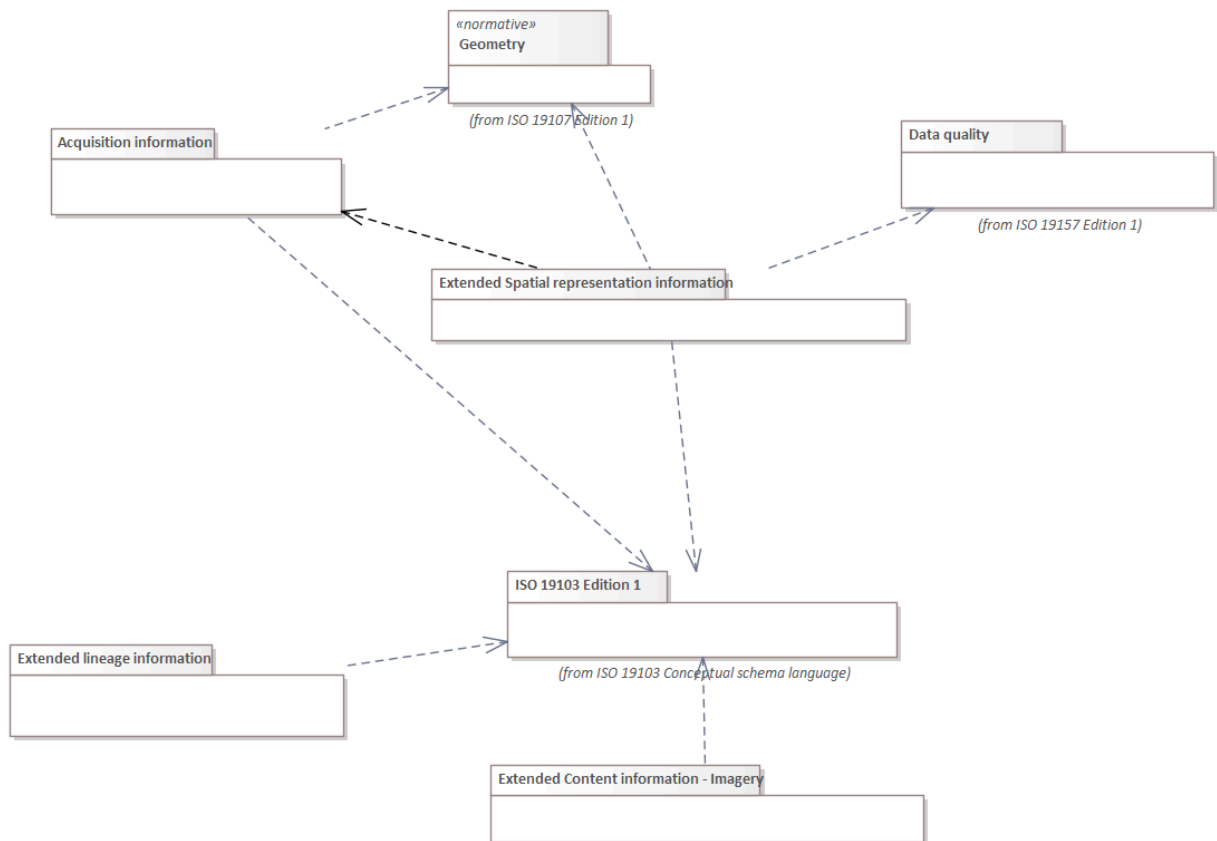 «normative»
Geometry
(from ISO 19107 Edition 1)
Acquisition information
Data quality
(from ISO 19157 Edition 1)
Extended Spatial representation information
ISO 19103 Edition 1
(from ISO 19103 Conceptual schema language)
Extended lineage information
Extended Content information - Imagery